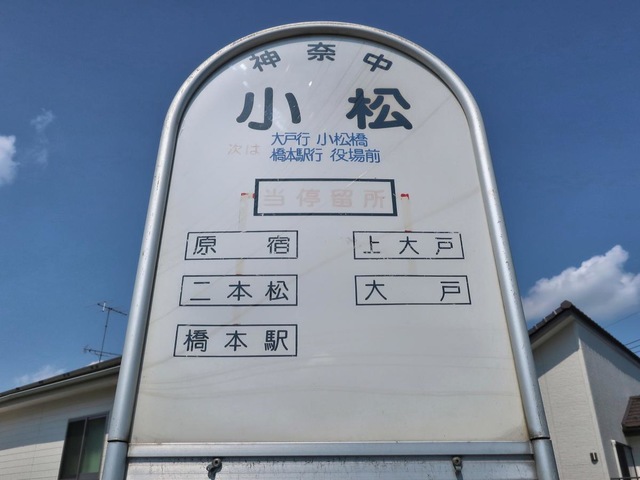 神奈中
小松
大戸行 小松橋
次は
橋本駅行 役場前
当停留所
原宿 上大戸
二本松 大戸
橋本駅